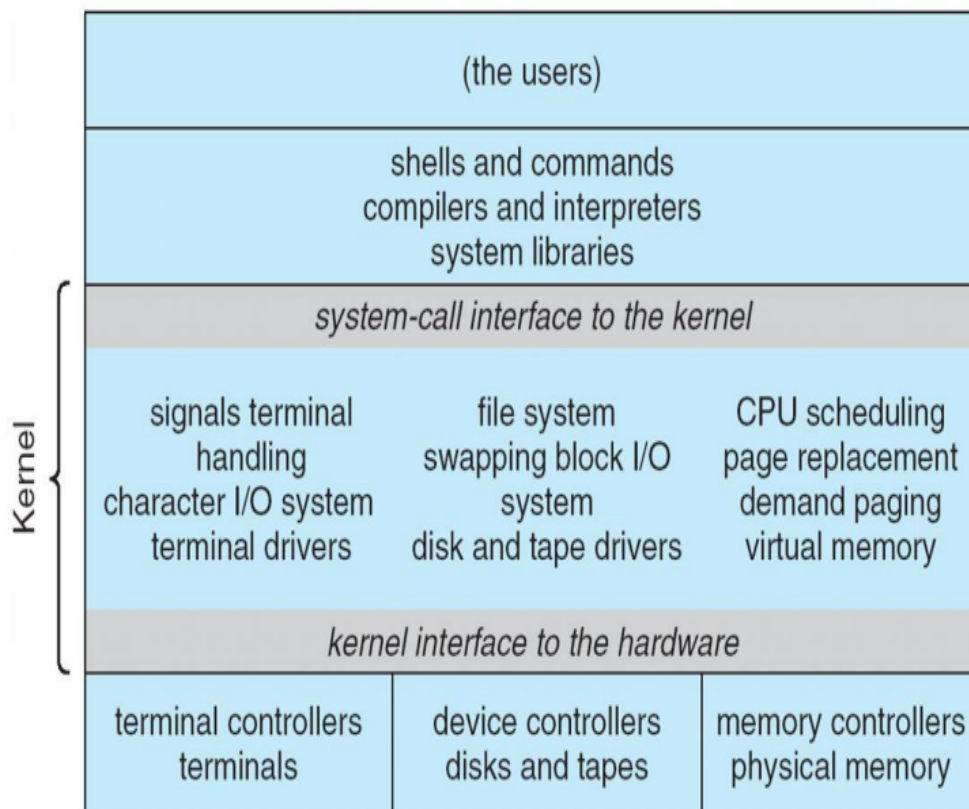 (the users)
shells and commands
compilers and interpreters
system libraries
Kernel
system-call interface to the kernel
signals terminal
handling
character I/O system
terminal drivers
file system
swapping block I/O
system
disk and tape drivers
CPU scheduling
page replacement
demand paging
virtual memory
kernel interface to the hardware
terminal controllers
terminals
device controllers
disks and tapes
memory controllers
physical memory